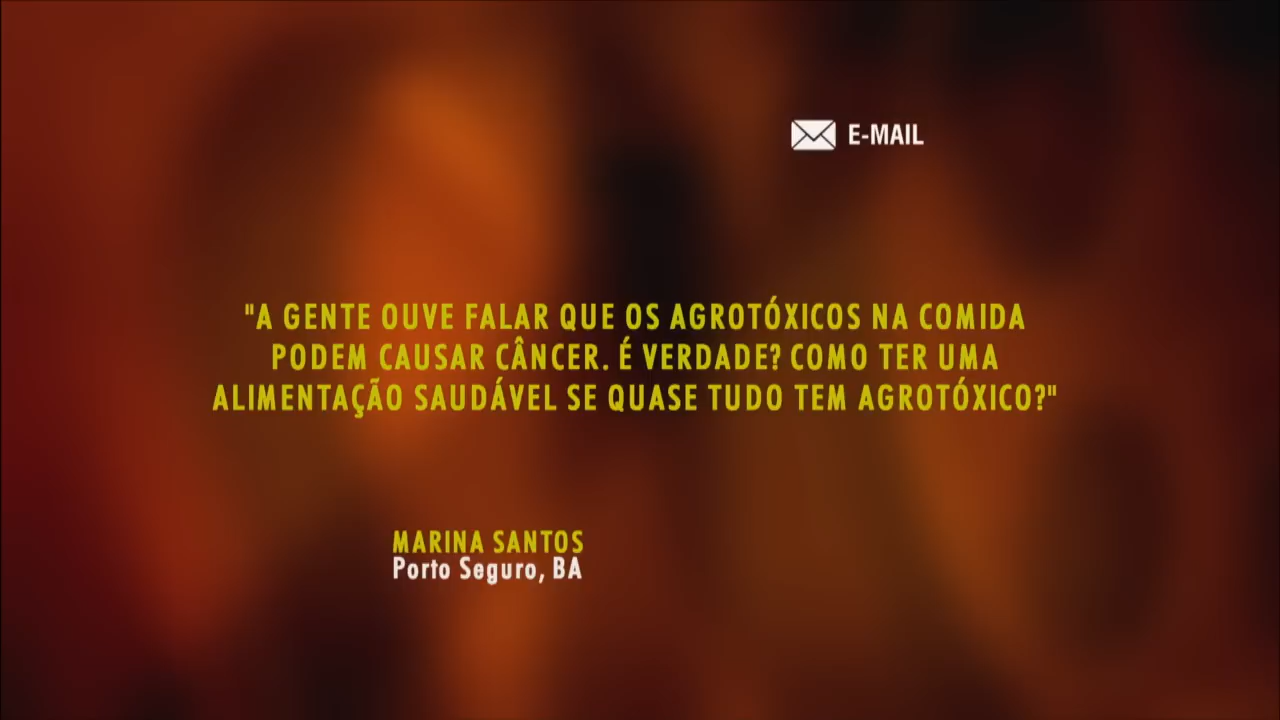 E-MAIL
"A GENTE OUVE FALAR QUE OS AGROTÓXICOS NA COMIDA
PODEM CAUSAR CÂNCER. É VERDADE? COMO TER UMA
ALIMENTAÇÃO SAUDÁVEL SE QUASE TUDO TEM AGROTÓXICO?"
MARINA SANTOS
Porto Seguro, BA